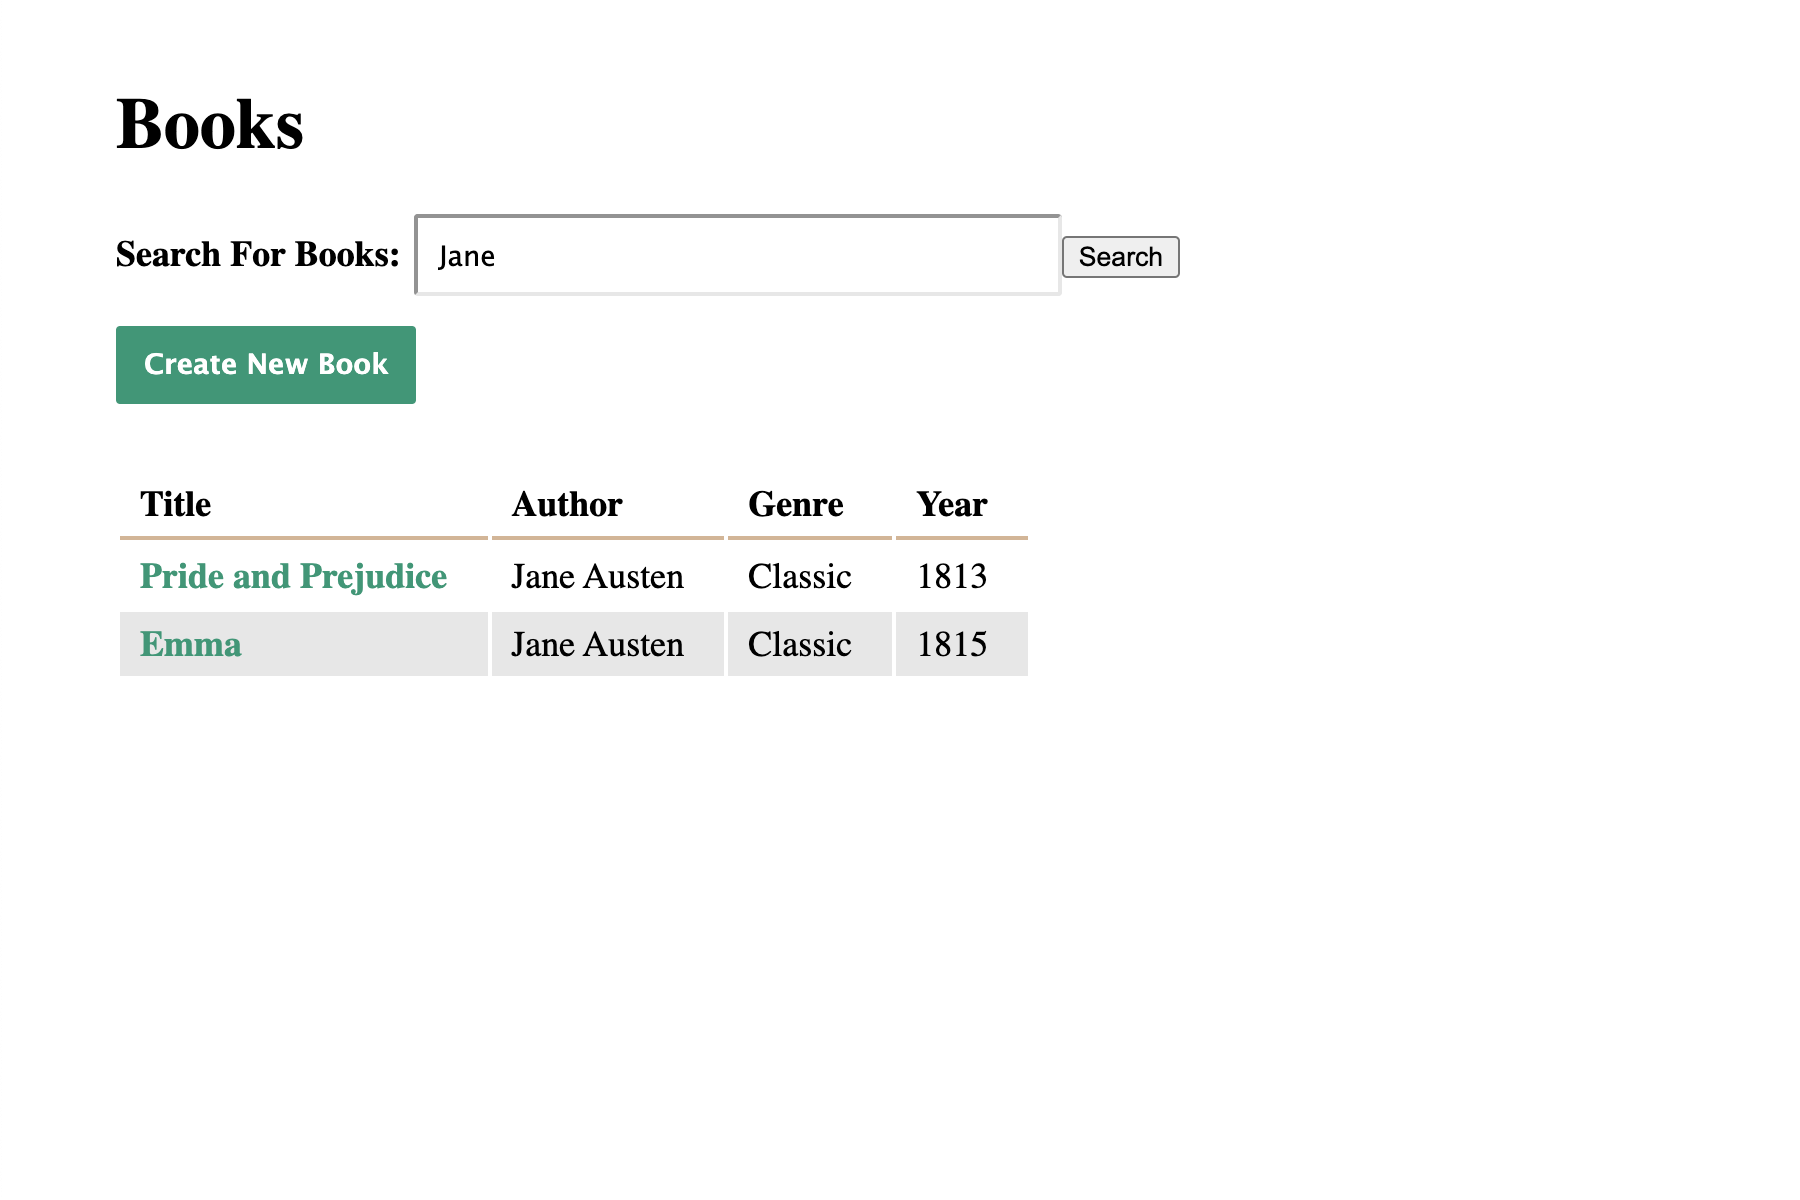 Books
Search For Books: Jane Search
Create New Book
Title Author Genre Year
Pride and Prejudice Jane Austen Classic 1813
Emma Jane Austen Classic 1815